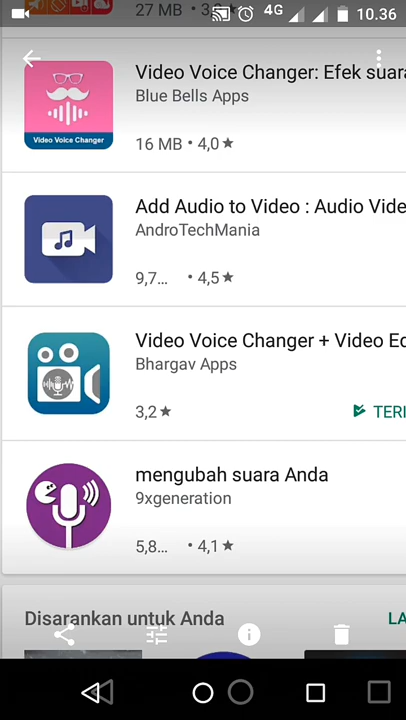 27 MB
4G 10.36
Video Voice Changer: Efek suara
Blue Bells Apps
Video Voice Changer
16 MB • 4,0★
Add Audio to Video : Audio Vide
AndroTechMania
9,7... • 4,5★
Video Voice Changer + Video Ed
Bhargav Apps
3,2★ TERI
mengubah suara Anda
9xgeneration
5,8... • 4,1★
Disarankan untuk Anda LA